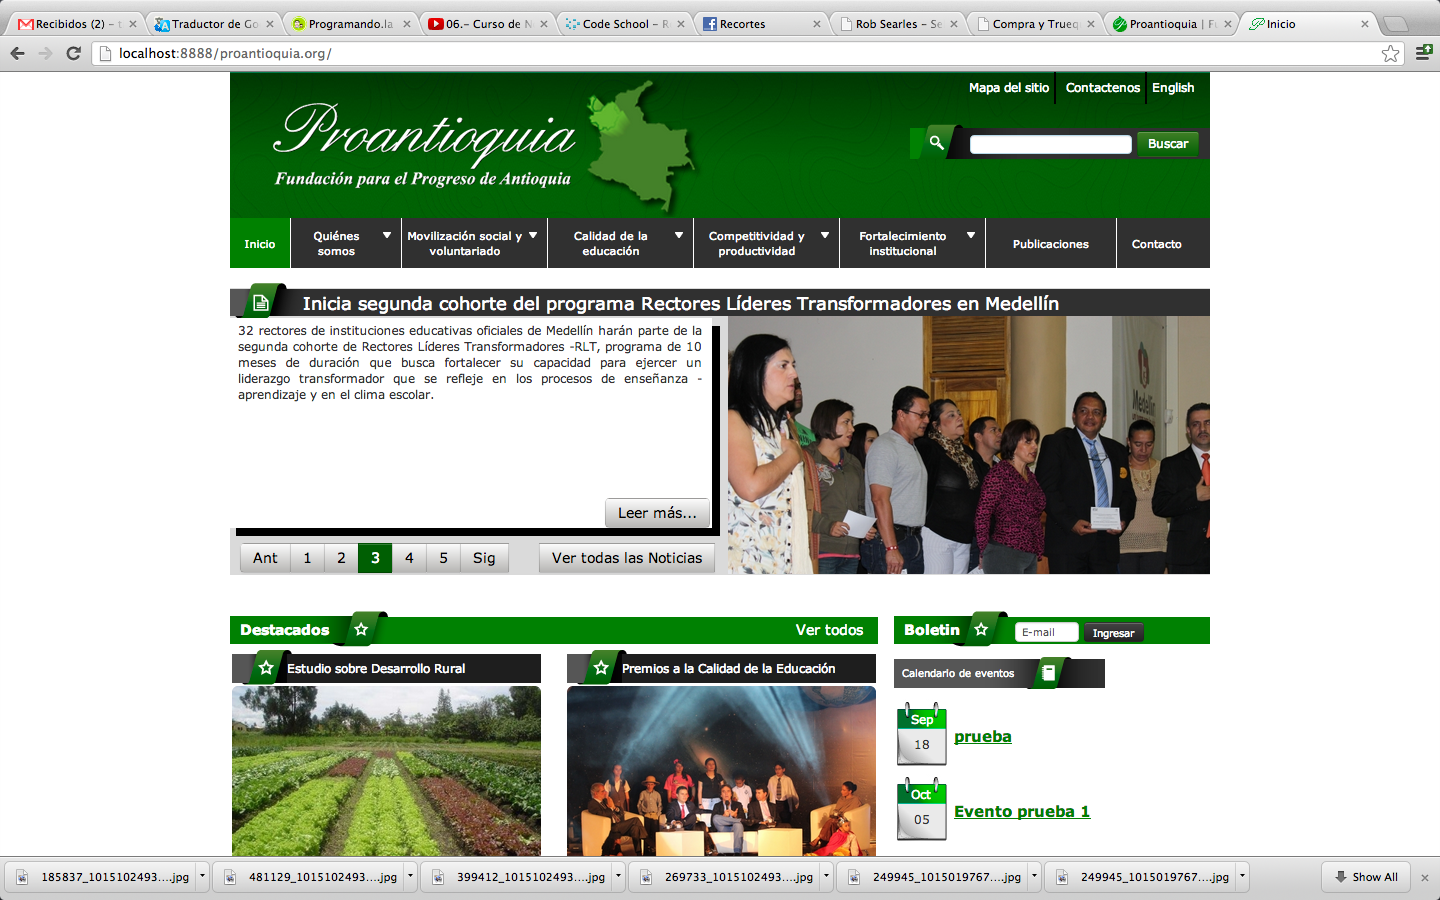 Recibidos (2) – t
Traductor de Go
Programando.la
06.– Curso de N
Code School – R
Recortes
Rob Searles – Se
Compra y Trueq
Proantioquia | Fu
Inicio
localhost:8888/proantioquia.org/
Mapa del sitio
Contactenos
English
Proantioquia
Fundación para el Progreso de Antioquia
Buscar
Inicio
Quiénes
somos
Movilización social y
voluntariado
Calidad de la
educación
Competitividad y
productividad
Fortalecimiento
institucional
Publicaciones
Contacto
Inicia segunda cohorte del programa Rectores Líderes Transformadores en Medellín
32 rectores de instituciones educativas oficiales de Medellín harán parte de la
segunda cohorte de Rectores Líderes Transformadores -RLT, programa de 10
meses de duración que busca fortalecer su capacidad para ejercer un
liderazgo transformador que se refleje en los procesos de enseñanza -
aprendizaje y en el clima escolar.
Medellín
Leer más...
Ant 1 2 3 4 5 Sig
Ver todas las Noticias
Destacados
Ver todos
Boletin
E-mail
Ingresar
Estudio sobre Desarrollo Rural
Premios a la Calidad de la Educación
Calendario de eventos
Sep
18
prueba
Oct
05
Evento prueba 1
185837_1015102493....jpg
481129_1015102493....jpg
399412_1015102493....jpg
269733_1015102493....jpg
249945_1015019767....jpg
249945_1015019767....jpg
Show All